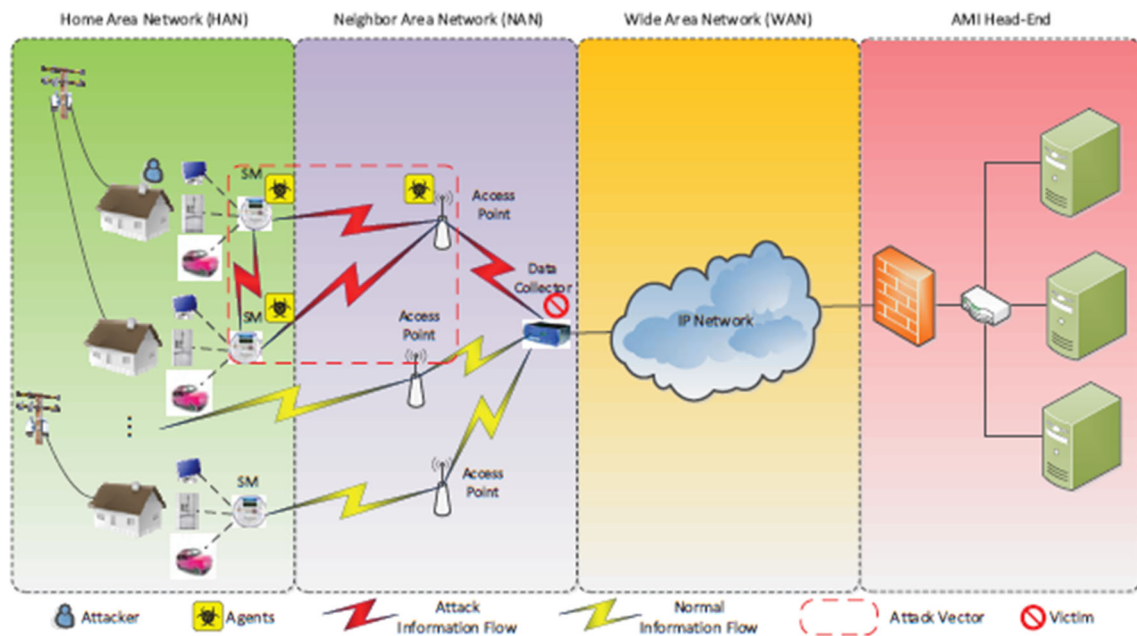 Home Area Network (HAN)
Neighbor Area Network (NAN)
Wide Area Network (WAN)
AMI Head-End
SM
Access
Point
Data
Collector
SM
Access
Point
IP Network
SM
Access
Point
Attacker
Agents
Attack
Information Flow
Normal
Information Flow
Attack Vector
Victim